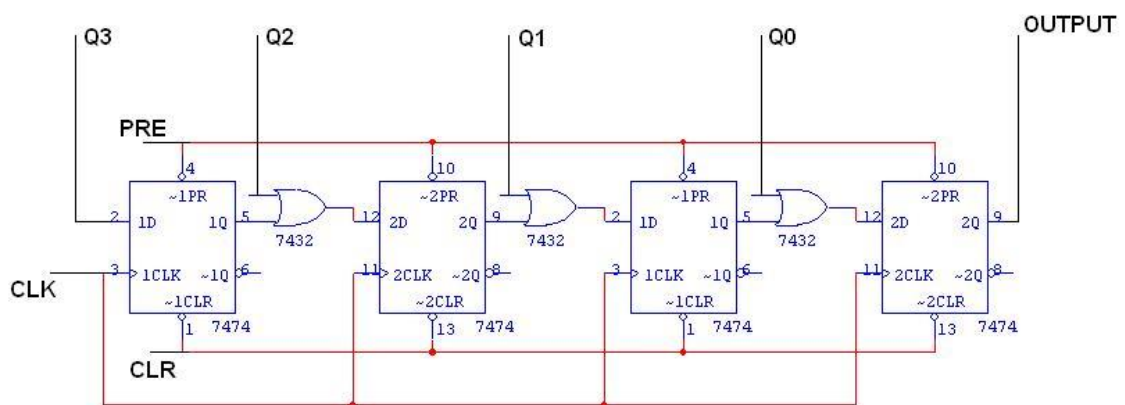 Q3 Q2 Q1 Q0 OUTPUT
PRE
4 10 4 10
~1PR ~2PR ~1PR ~2PR
2 1D 1Q 5 12 2D 2Q 9 2 1D 1Q 5 12 2D 2Q 9
7432 7432 7432
CLK 3 1CLK ~1Q 6 11 2CLK ~2Q 8 3 1CLK ~1Q 6 11 2CLK ~2Q 8
~1CLR ~2CLR ~1CLR ~2CLR
1 7474 13 7474 1 7474 13 7474
CLR